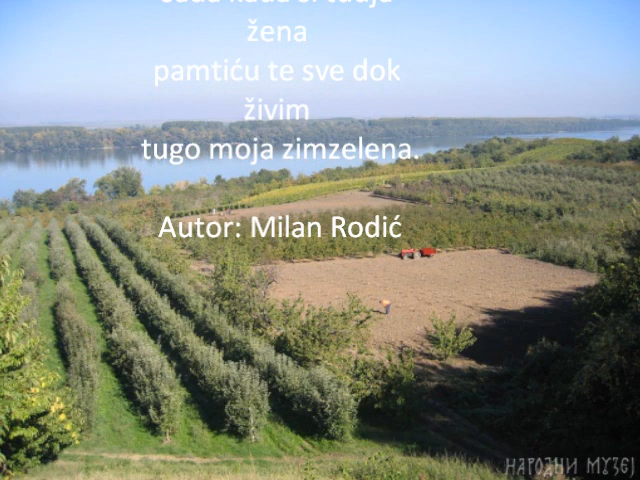 žena
pamtiću te sve dok
živim
tugo moja zimzelena.
Autor: Milan Rodić
НАРОДНИ МУЗЕЈ